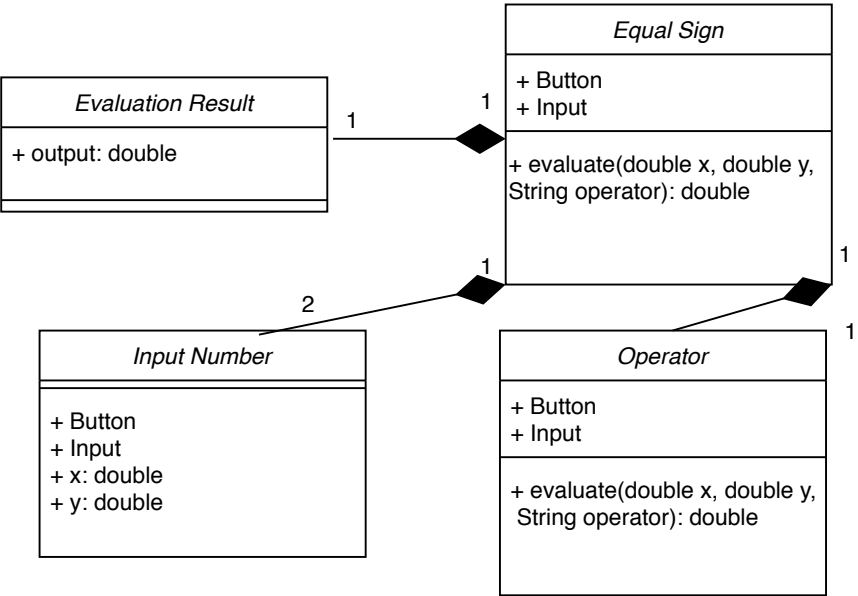 Equal Sign
+ Button
+ Input
+ evaluate(double x, double y,
String operator): double
Evaluation Result
+ output: double
1
1
1
2
1
1
Input Number
+ Button
+ Input
+ x: double
+ y: double
Operator
+ Button
+ Input
+ evaluate(double x, double y,
String operator): double